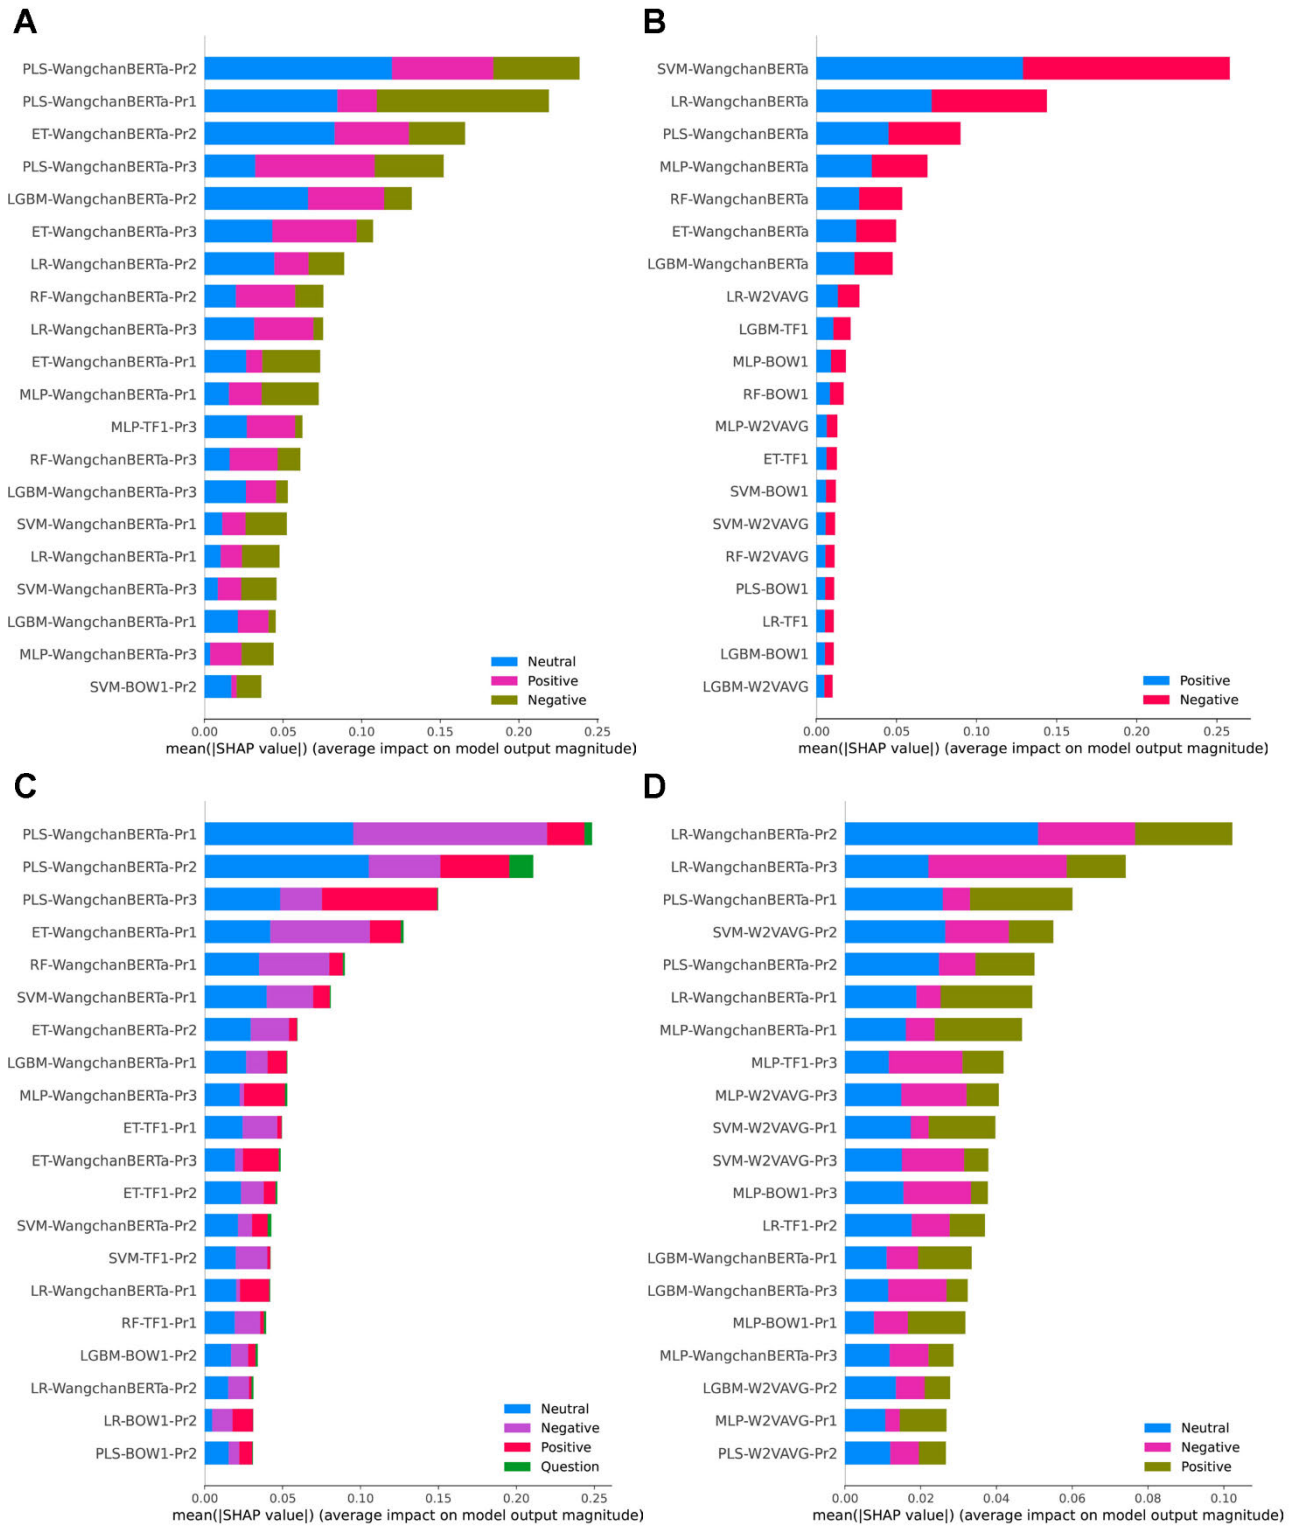 A
PLS-WangchanBERTa-Pr2
PLS-WangchanBERTa-Pr1
ET-WangchanBERTa-Pr2
PLS-WangchanBERTa-Pr3
LGBM-WangchanBERTa-Pr2
ET-WangchanBERTa-Pr3
LR-WangchanBERTa-Pr2
RF-WangchanBERTa-Pr2
LR-WangchanBERTa-Pr3
ET-WangchanBERTa-Pr1
MLP-WangchanBERTa-Pr1
MLP-TF1-Pr3
RF-WangchanBERTa-Pr3
LGBM-WangchanBERTa-Pr3
SVM-WangchanBERTa-Pr1
LR-WangchanBERTa-Pr1
SVM-WangchanBERTa-Pr3
LGBM-WangchanBERTa-Pr1
MLP-WangchanBERTa-Pr3
SVM-BOW1-Pr2
Neutral
Positive
Negative
0.00 0.05 0.10 0.15 0.20 0.25
mean(|SHAP value|) (average impact on model output magnitude)
B
SVM-WangchanBERTa
LR-WangchanBERTa
PLS-WangchanBERTa
MLP-WangchanBERTa
RF-WangchanBERTa
ET-WangchanBERTa
LGBM-WangchanBERTa
LR-W2VAVG
LGBM-TF1
MLP-BOW1
RF-BOW1
MLP-W2VAVG
ET-TF1
SVM-BOW1
SVM-W2VAVG
RF-W2VAVG
PLS-BOW1
LR-TF1
LGBM-BOW1
LGBM-W2VAVG
Positive
Negative
0.00 0.05 0.10 0.15 0.20 0.25
mean(|SHAP value|) (average impact on model output magnitude)
C
PLS-WangchanBERTa-Pr1
PLS-WangchanBERTa-Pr2
PLS-WangchanBERTa-Pr3
ET-WangchanBERTa-Pr1
RF-WangchanBERTa-Pr1
SVM-WangchanBERTa-Pr1
ET-WangchanBERTa-Pr2
LGBM-WangchanBERTa-Pr1
MLP-WangchanBERTa-Pr3
ET-TF1-Pr1
ET-WangchanBERTa-Pr3
ET-TF1-Pr2
SVM-WangchanBERTa-Pr2
SVM-TF1-Pr2
LR-WangchanBERTa-Pr1
RF-TF1-Pr1
LGBM-BOW1-Pr2
LR-WangchanBERTa-Pr2
LR-BOW1-Pr2
PLS-BOW1-Pr2
Neutral
Negative
Positive
Question
0.00 0.05 0.10 0.15 0.20 0.25
mean(|SHAP value|) (average impact on model output magnitude)
D
LR-WangchanBERTa-Pr2
LR-WangchanBERTa-Pr3
PLS-WangchanBERTa-Pr1
SVM-W2VAVG-Pr2
PLS-WangchanBERTa-Pr2
LR-WangchanBERTa-Pr1
MLP-WangchanBERTa-Pr1
MLP-TF1-Pr3
MLP-W2VAVG-Pr3
SVM-W2VAVG-Pr1
SVM-W2VAVG-Pr3
MLP-BOW1-Pr3
LR-TF1-Pr2
LGBM-WangchanBERTa-Pr1
LGBM-WangchanBERTa-Pr3
MLP-BOW1-Pr1
MLP-WangchanBERTa-Pr3
LGBM-W2VAVG-Pr2
MLP-W2VAVG-Pr1
PLS-W2VAVG-Pr2
Neutral
Negative
Positive
0.00 0.02 0.04 0.06 0.08 0.10
mean(|SHAP value|) (average impact on model output magnitude)